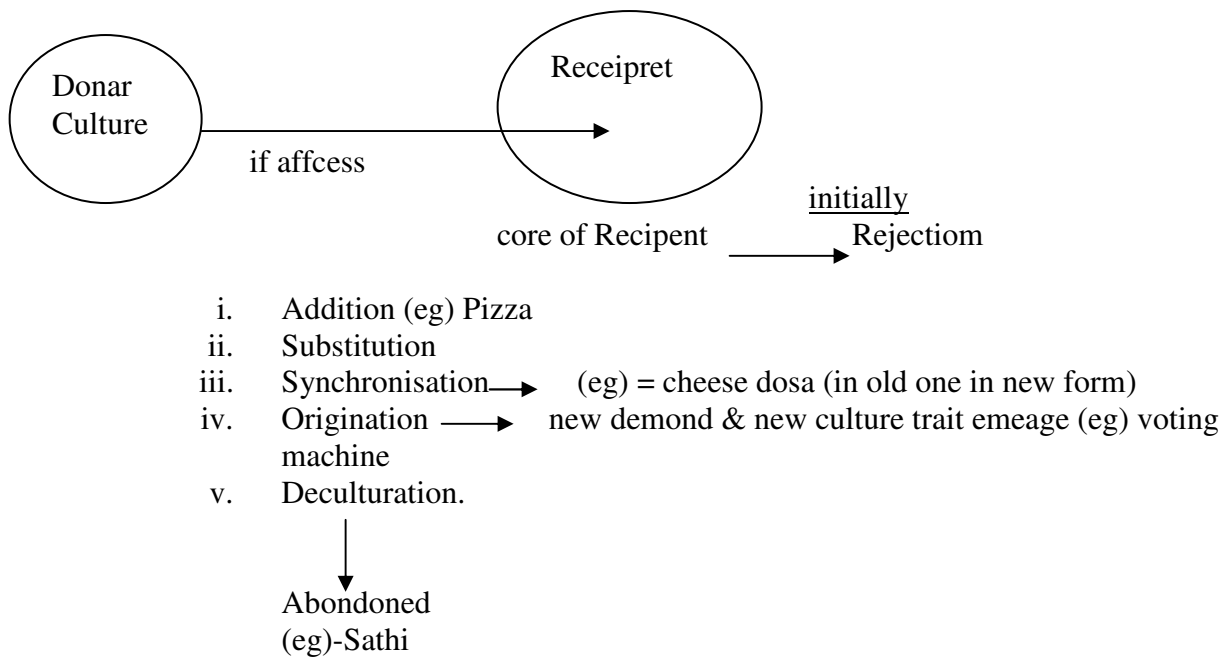 Donar
Culture
Receipret
if affcess
initially
core of Recipent Rejectiom
i. Addition (eg) Pizza
ii. Substitution
iii. Synchronisation (eg) = cheese dosa (in old one in new form)
iv. Origination new demond & new culture trait emeage (eg) voting
machine
v. Deculturation.
Abondoned
(eg)-Sathi